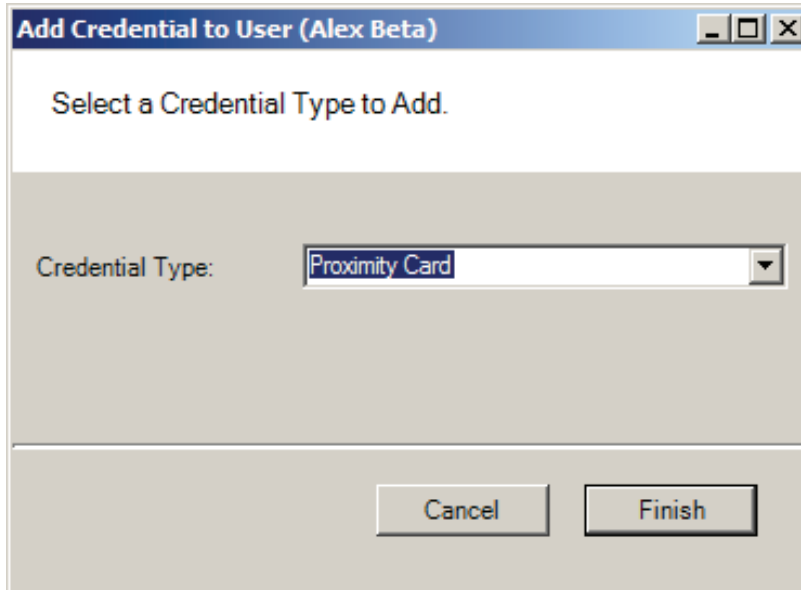 Add Credential to User (Alex Beta)
Select a Credential Type to Add.
Credential Type: Proximity Card
Cancel Finish